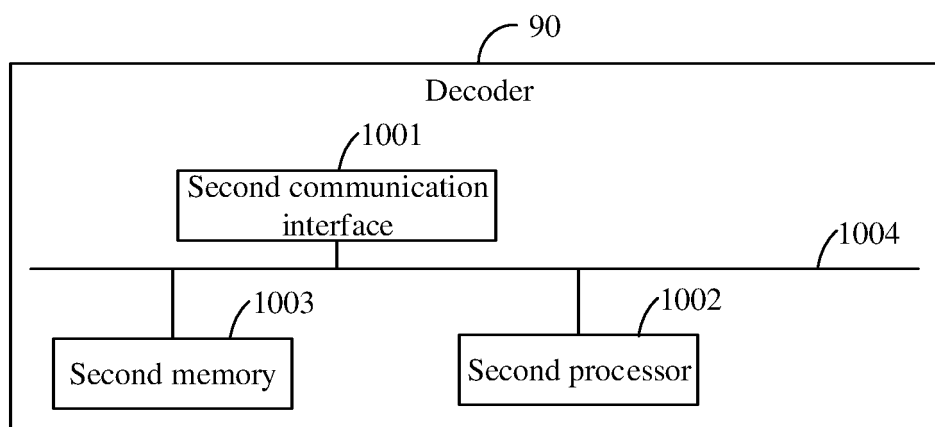 90
Decoder
1001
Second communication
interface
1004
1003
1002
Second memory
Second processor